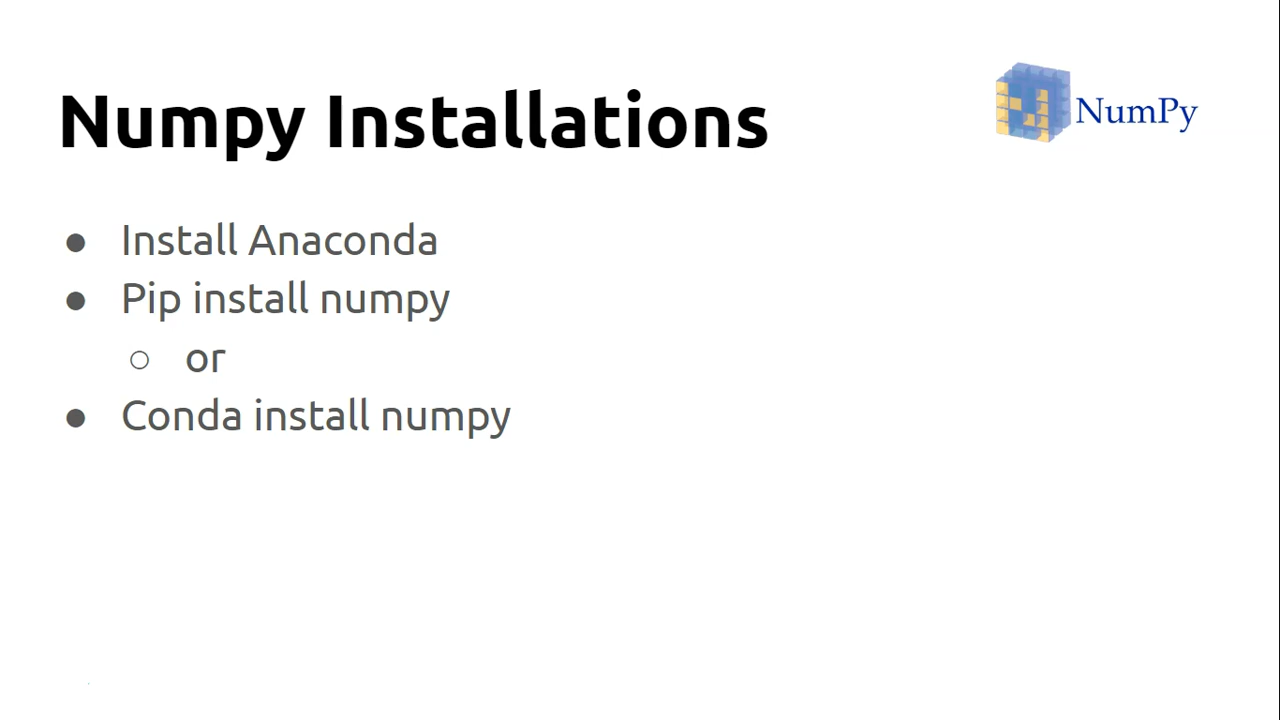 Numpy Installations
NumPy
● Install Anaconda
● Pip install numpy
○ or
● Conda install numpy